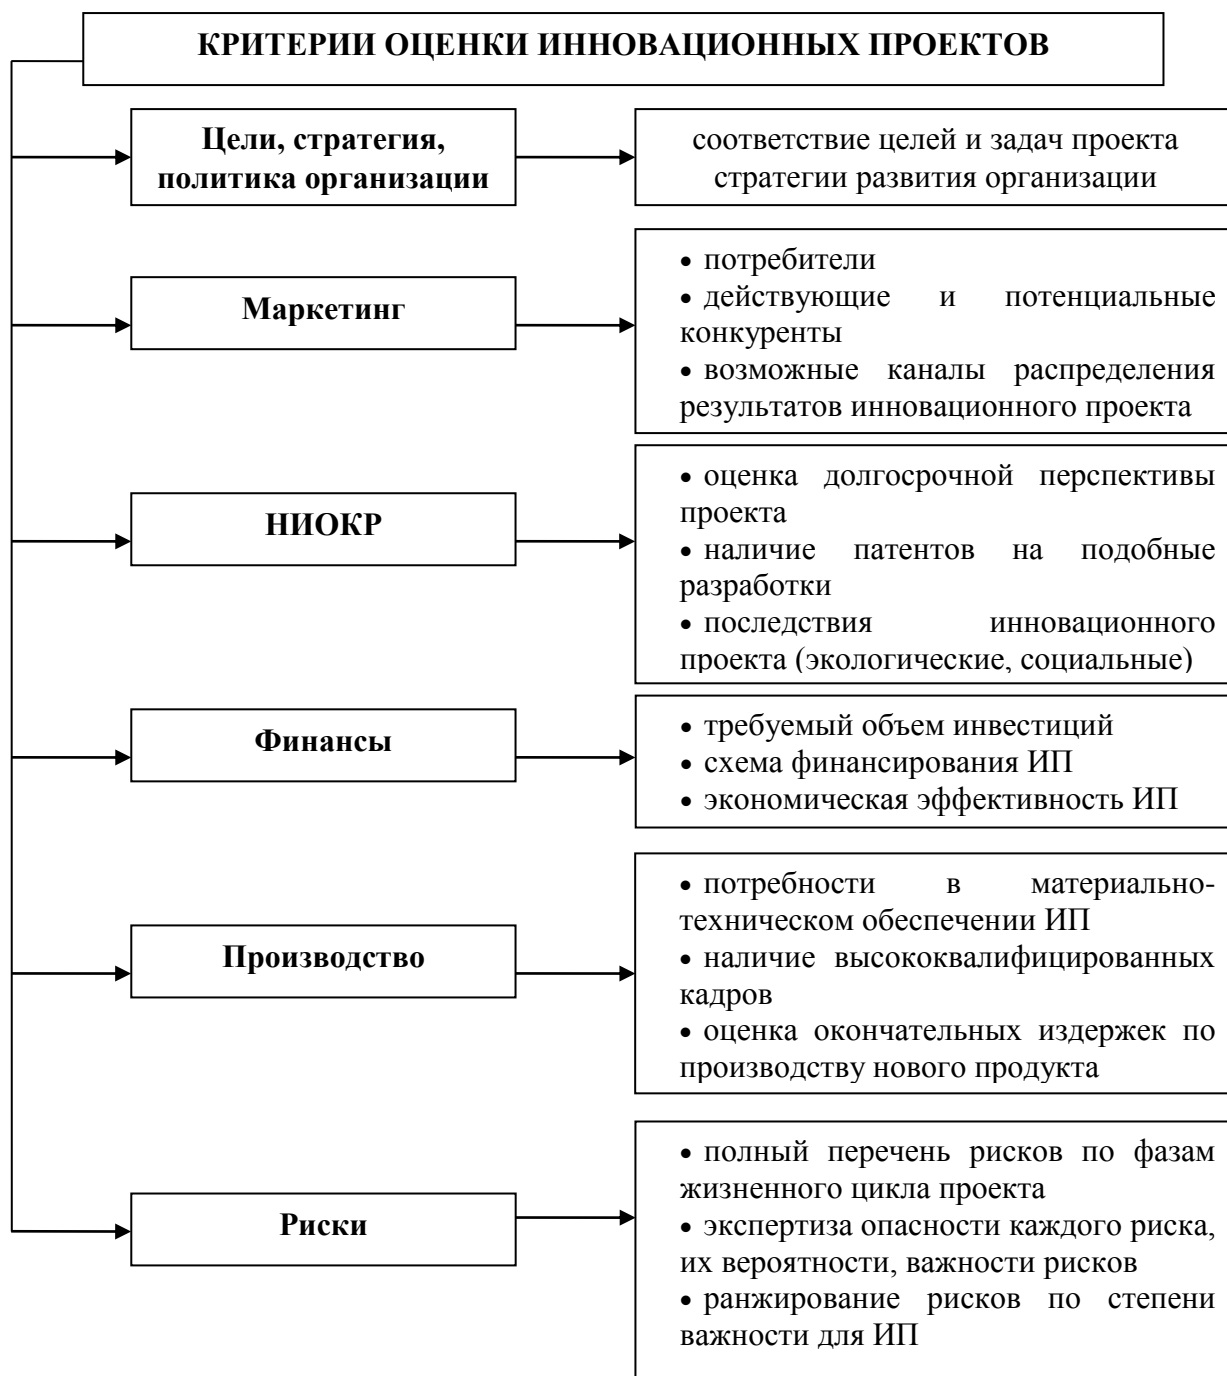 КРИТЕРИИ ОЦЕНКИ ИННОВАЦИОННЫХ ПРОЕКТОВ
Цели, стратегия,
политика организации
соответствие целей и задач проекта
стратегии развития организации
Маркетинг
• потребители
• действующие и потенциальные
конкуренты
• возможные каналы распределения
результатов инновационного проекта
НИОКР
• оценка долгосрочной перспективы
проекта
• наличие патентов на подобные
разработки
• последствия инновационного
проекта (экологические, социальные)
Финансы
• требуемый объем инвестиций
• схема финансирования ИП
• экономическая эффективность ИП
Производство
• потребности в материально-
техническом обеспечении ИП
• наличие высококвалифицированных
кадров
• оценка окончательных издержек по
производству нового продукта
Риски
• полный перечень рисков по фазам
жизненного цикла проекта
• экспертиза опасности каждого риска,
их вероятности, важности рисков
• ранжирование рисков по степени
важности для ИП